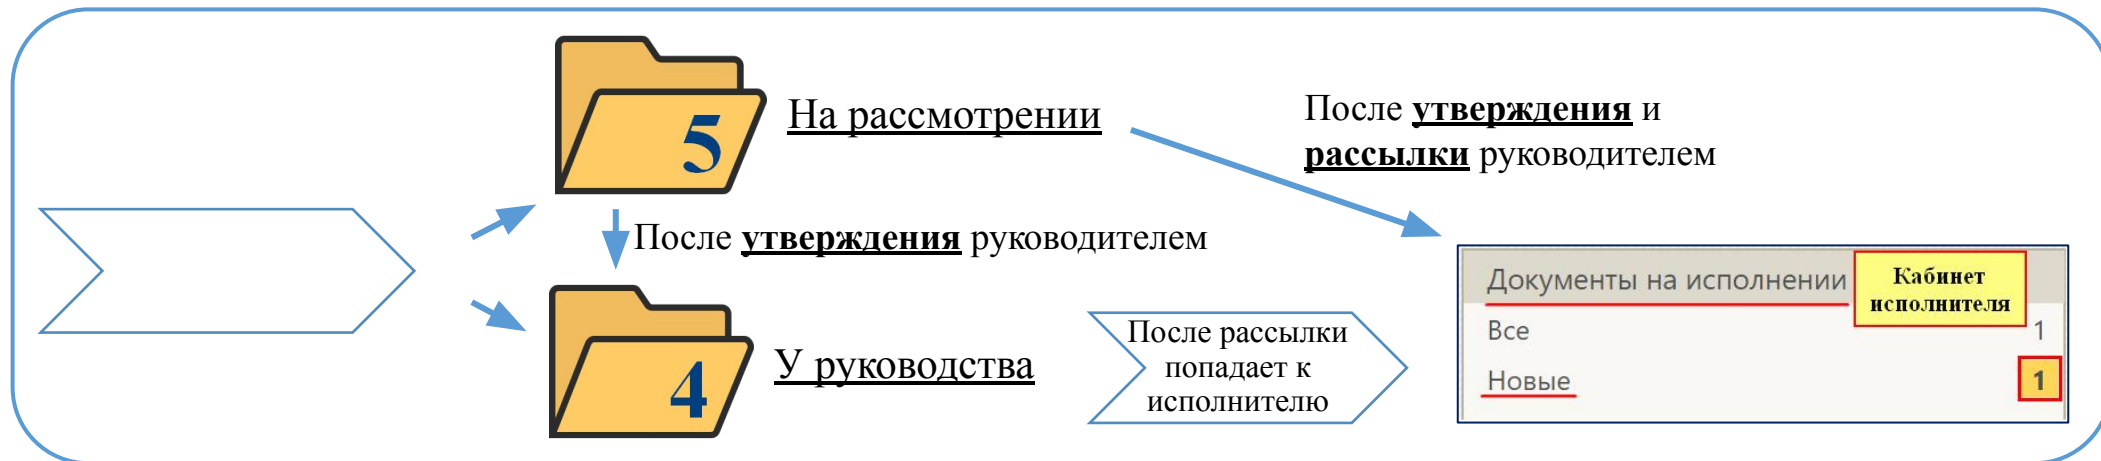 5
На рассмотрении
После утверждения и
рассылки руководителем
После утверждения руководителем
4
У руководства
После рассылки
попадает к
исполнителю
Документы на исполнении
Кабинет
исполнителя
Все 1
Новые 1